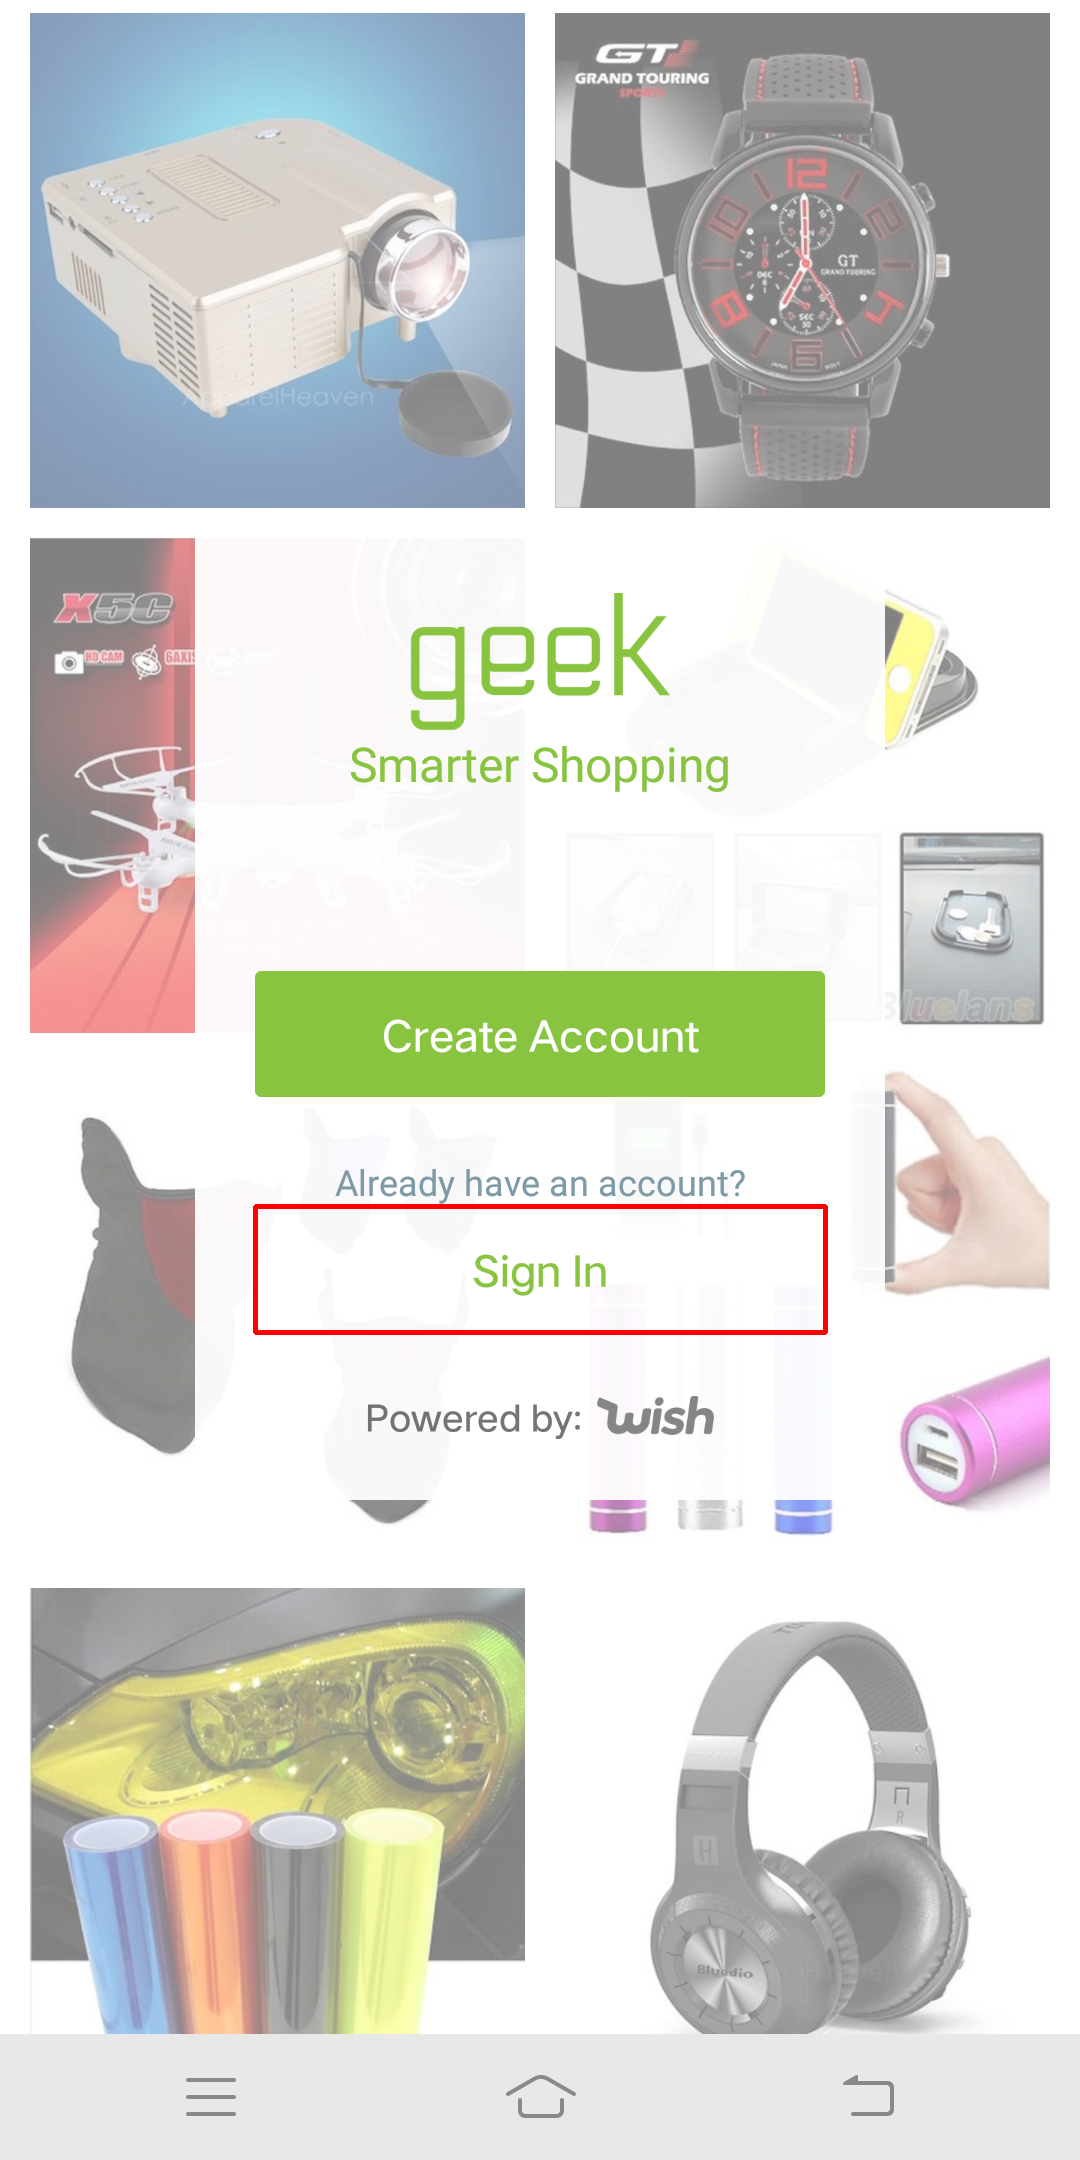 GT
GRAND TOURING
SPORTS
12
10
2
GT
GRAND TOURING
DEC
8
4
SEC
30
6
X5C
HD CAM
6AXIS
geek
Smarter Shopping
Bluelans
Create Account
Already have an account?
Sign In
Powered by: wish
R
H
Bluedio